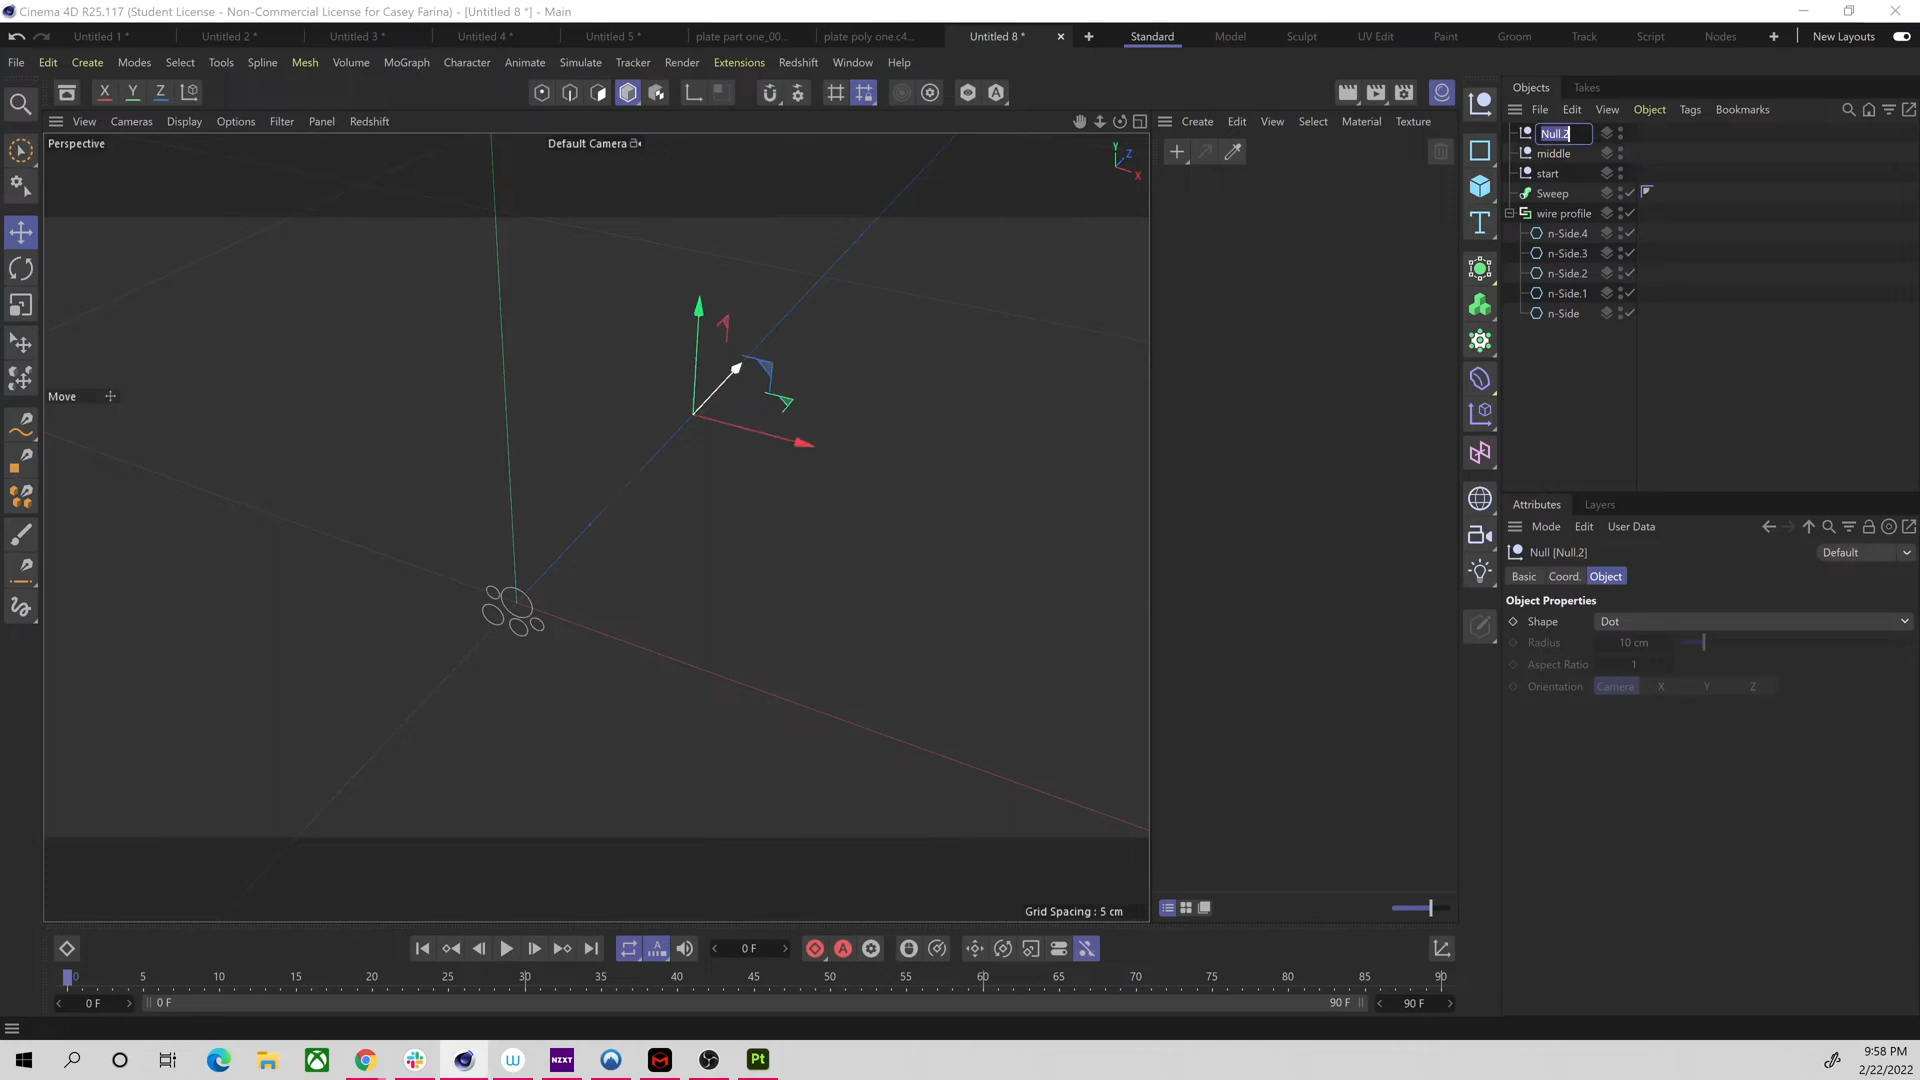 Cinema 4D R25.117 (Student License - Non-Commercial License for Casey Farina) - [Untitled 8 *] - Main
Untitled 1 * Untitled 2 * Untitled 3 * Untitled 4 * Untitled 5 * plate part one_00... plate poly one.c4... Untitled 8 * Standard Model Sculpt UV Edit Paint Groom Track Script Nodes New Layouts
File Edit Create Modes Select Tools Spline Mesh Volume MoGraph Character Animate Simulate Tracker Render Extensions Redshift Window Help
X Y Z
Objects Takes
File Edit View Object Tags Bookmarks
View Cameras Display Options Filter Panel Redshift
Create Edit View Select Material Texture
Perspective
Default Camera
Y
Z
X
Move
Grid Spacing : 5 cm
Null.2
middle
start
Sweep
wire profile
n-Side.4
n-Side.3
n-Side.2
n-Side.1
n-Side
Attributes Layers
Mode Edit User Data
Null [Null.2]
Default
Basic Coord. Object
Object Properties
Shape Dot
Radius 10 cm
Aspect Ratio 1
Orientation Camera X Y Z
0 F
0 5 10 15 20 25 30 35 40 45 50 55 60 65 70 75 80 85 90
0 F 0 F 90 F 90 F
NZXT
Pt
9:58 PM
2/22/2022